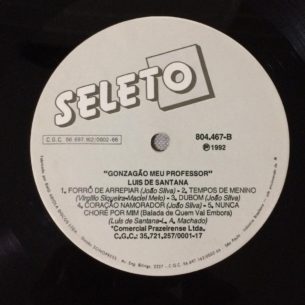 SELETO
C.G.C. 56 697.162/0002-66
804.467-B
℗ 1992
"GONZAGÃO MEU PROFESSOR"
LUIS DE SANTANA
1. FORRÓ DE ARREPIAR (João Silva) - 2. TEMPOS DE MENINO
(Virgílio Siqueira-Maciel Melo) - 3. DUBOM (João Silva)
4. CORAÇÃO NAMORADOR (João Silva) - 5. NUNCA
CHORE POR MIM (Balada de Quem Vai Embora)
(Luis de Santana-L. A. Machado)
"Comercial Prazeirense Ltda.
C.G.C.: 35,721.257/0001-17